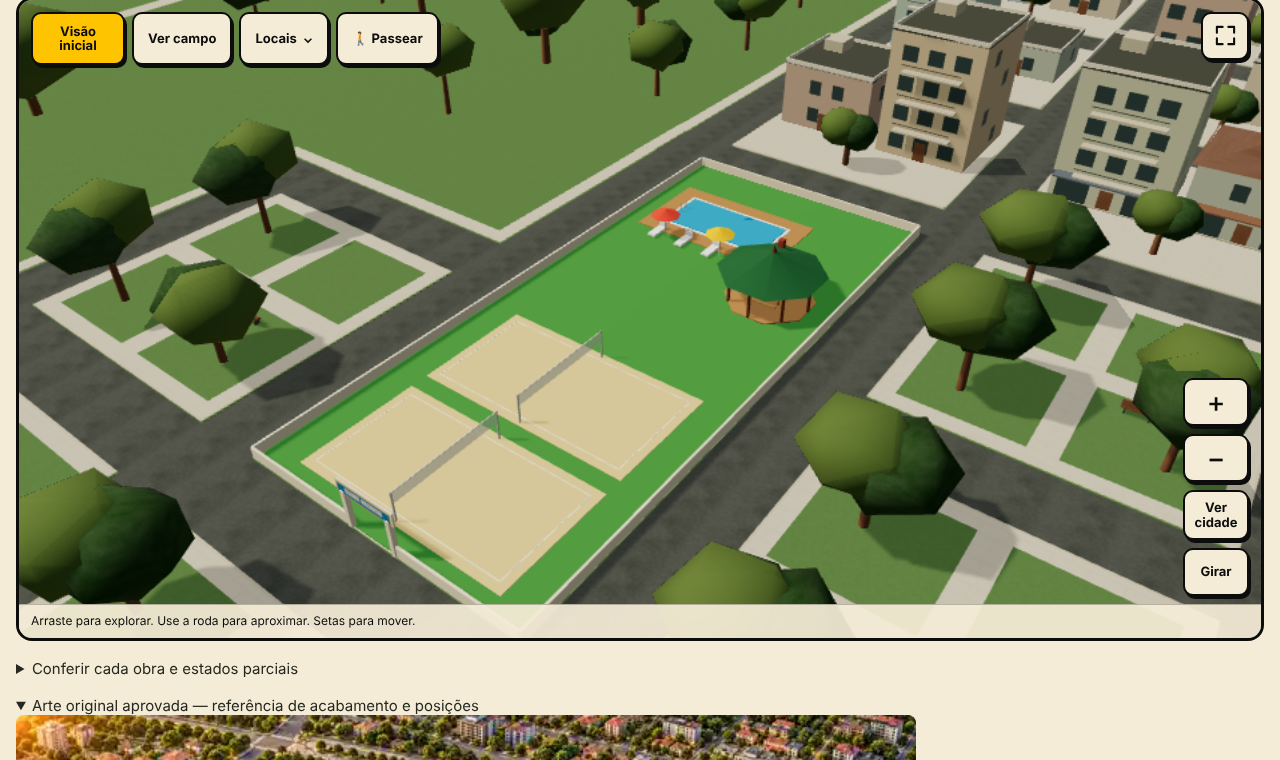 Visão
inicial
Ver campo
Locais
Passear
+
−
Ver
cidade
Girar
Arraste para explorar. Use a roda para aproximar. Setas para mover.
Conferir cada obra e estados parciais
Arte original aprovada — referência de acabamento e posições